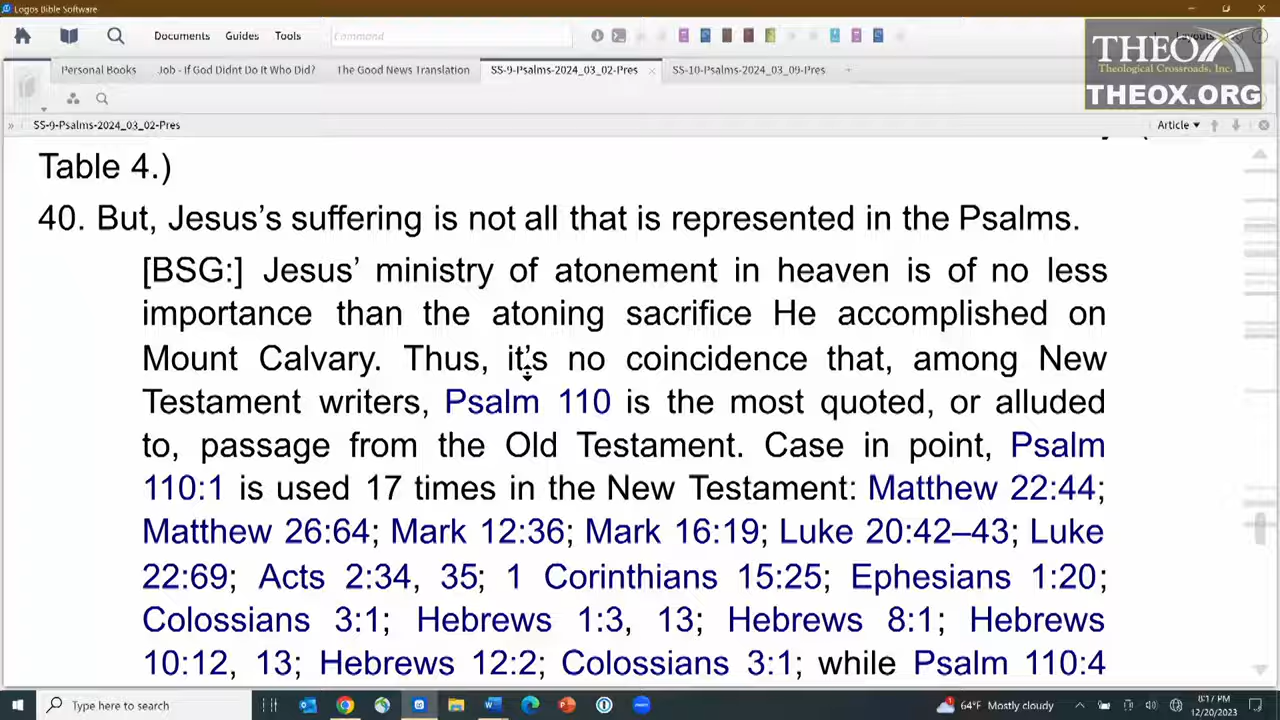 Logos Bible Software
Documents Guides Tools Command Layouts
THEOX
Theological Crossroads, Inc.
THEOX.ORG
Personal Books Job - If God Didnt Do It Who Did? SS-9-Psalms-2024_03_02-Pres SS-10-Psalms-2024_03_09-Pres
SS-9-Psalms-2024_03_02-Pres Article
Table 4.)
40. But, Jesus’s suffering is not all that is represented in the Psalms.
[BSG:] Jesus’ ministry of atonement in heaven is of no less
importance than the atoning sacrifice He accomplished on
Mount Calvary. Thus, it’s no coincidence that, among New
Testament writers, Psalm 110 is the most quoted, or alluded
to, passage from the Old Testament. Case in point, Psalm
110:1 is used 17 times in the New Testament: Matthew 22:44;
Matthew 26:64; Mark 12:36; Mark 16:19; Luke 20:42–43; Luke
22:69; Acts 2:34, 35; 1 Corinthians 15:25; Ephesians 1:20;
Colossians 3:1; Hebrews 1:3, 13; Hebrews 8:1; Hebrews
10:12, 13; Hebrews 12:2; Colossians 3:1; while Psalm 110:4
Type here to search 64°F Mostly cloudy 8:17 PM
12/20/2023